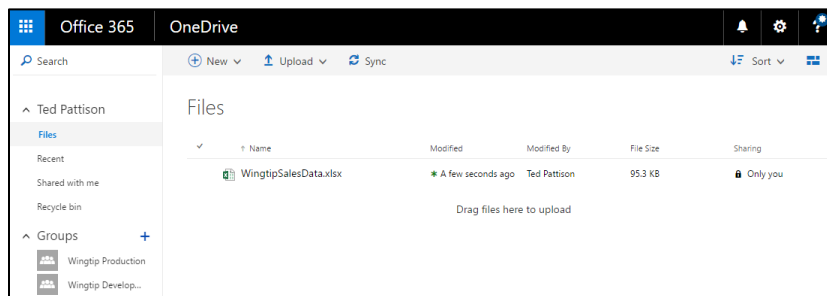 Office 365 OneDrive ?
Search New Upload Sync Sort
Files
Ted Pattison
Files
Recent
Shared with me
Recycle bin
Groups +
Wingtip Production
Wingtip Develop...
↑ Name Modified Modified By File Size Sharing
WingtipSalesData.xlsx * A few seconds ago Ted Pattison 95.3 KB Only you
Drag files here to upload